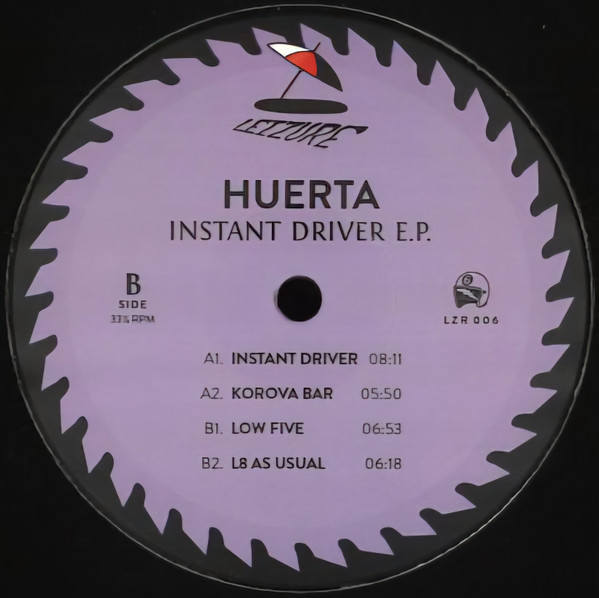 LEIZURE
HUERTA
INSTANT DRIVER E.P.
B
SIDE
33⅓ RPM
6
LZR 006
A1. INSTANT DRIVER 08:11
A2. KOROVA BAR 05:50
B1. LOW FIVE 06:53
B2. L8 AS USUAL 06:18